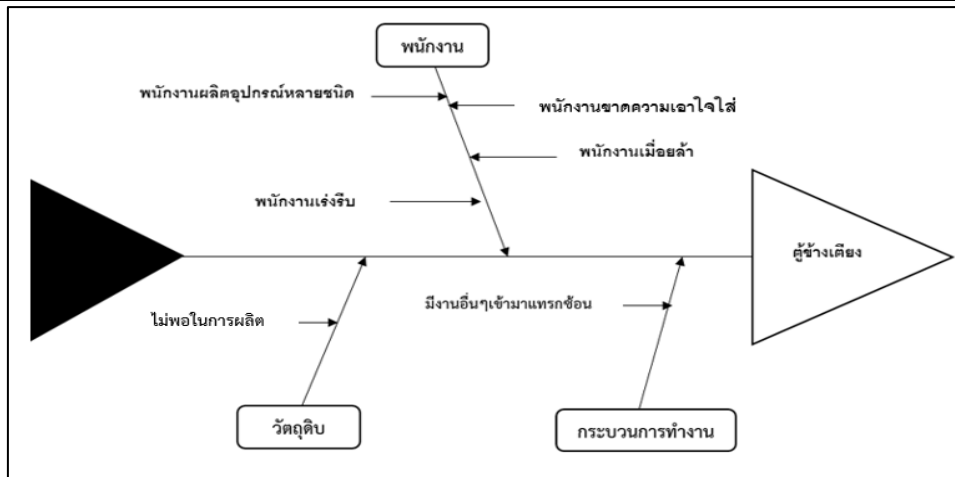 พนักงาน
พนักงานผลิตอุปกรณ์หลายชนิด
พนักงานขาดความเอาใจใส่
พนักงานเมื่อยล้า
พนักงานเร่งรีบ
ตู้ข้างเตียง
ไม่พอในการผลิต
มีงานอื่นๆเข้ามาแทรกซ้อน
วัตถุดิบ
กระบวนการทำงาน